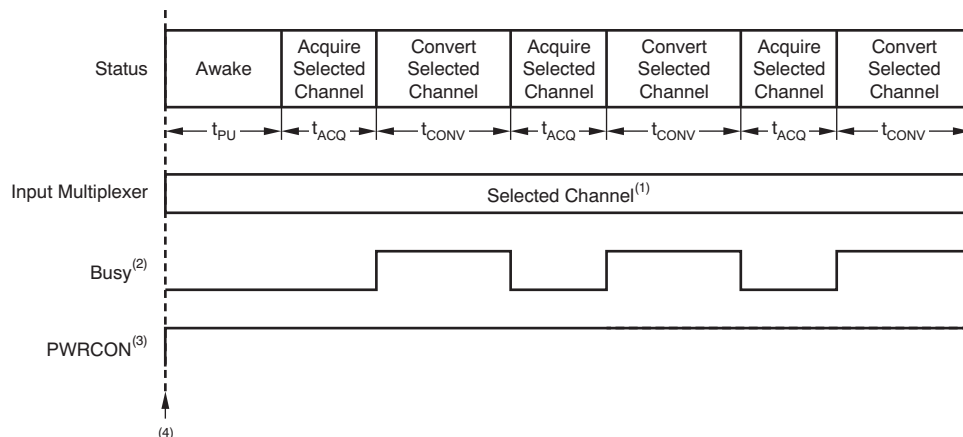 Status
Awake
Acquire
Selected
Channel
Convert
Selected
Channel
Acquire
Selected
Channel
Convert
Selected
Channel
Acquire
Selected
Channel
Convert
Selected
Channel
tPU
tACQ
tCONV
tACQ
tCONV
tACQ
tCONV
Input Multiplexer
Selected Channel(1)
Busy(2)
PWRCON(3)
(4)